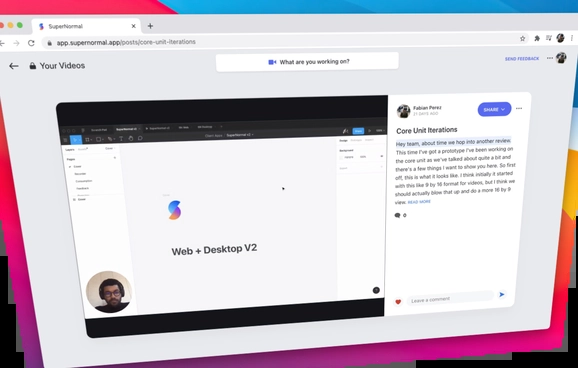 SuperNormal
app.supernormal.app/posts/core-unit-iterations
Your Videos
What are you working on?
SEND FEEDBACK
Web + Desktop V2
Fabian Perez
SHARE
Core Unit Iterations
Hey team, about time we hop into another review.
This time I've got a prototype I've been working on
the core unit as we've talked about quite a bit and
there's a few things I want to show you here. So first
off, this is what it looks like. I think initially I started
with this like 9 by 16 format for videos, but I think we
should actually blow that up and do a more 16 by 9
view. READ MORE
0
Leave a comment